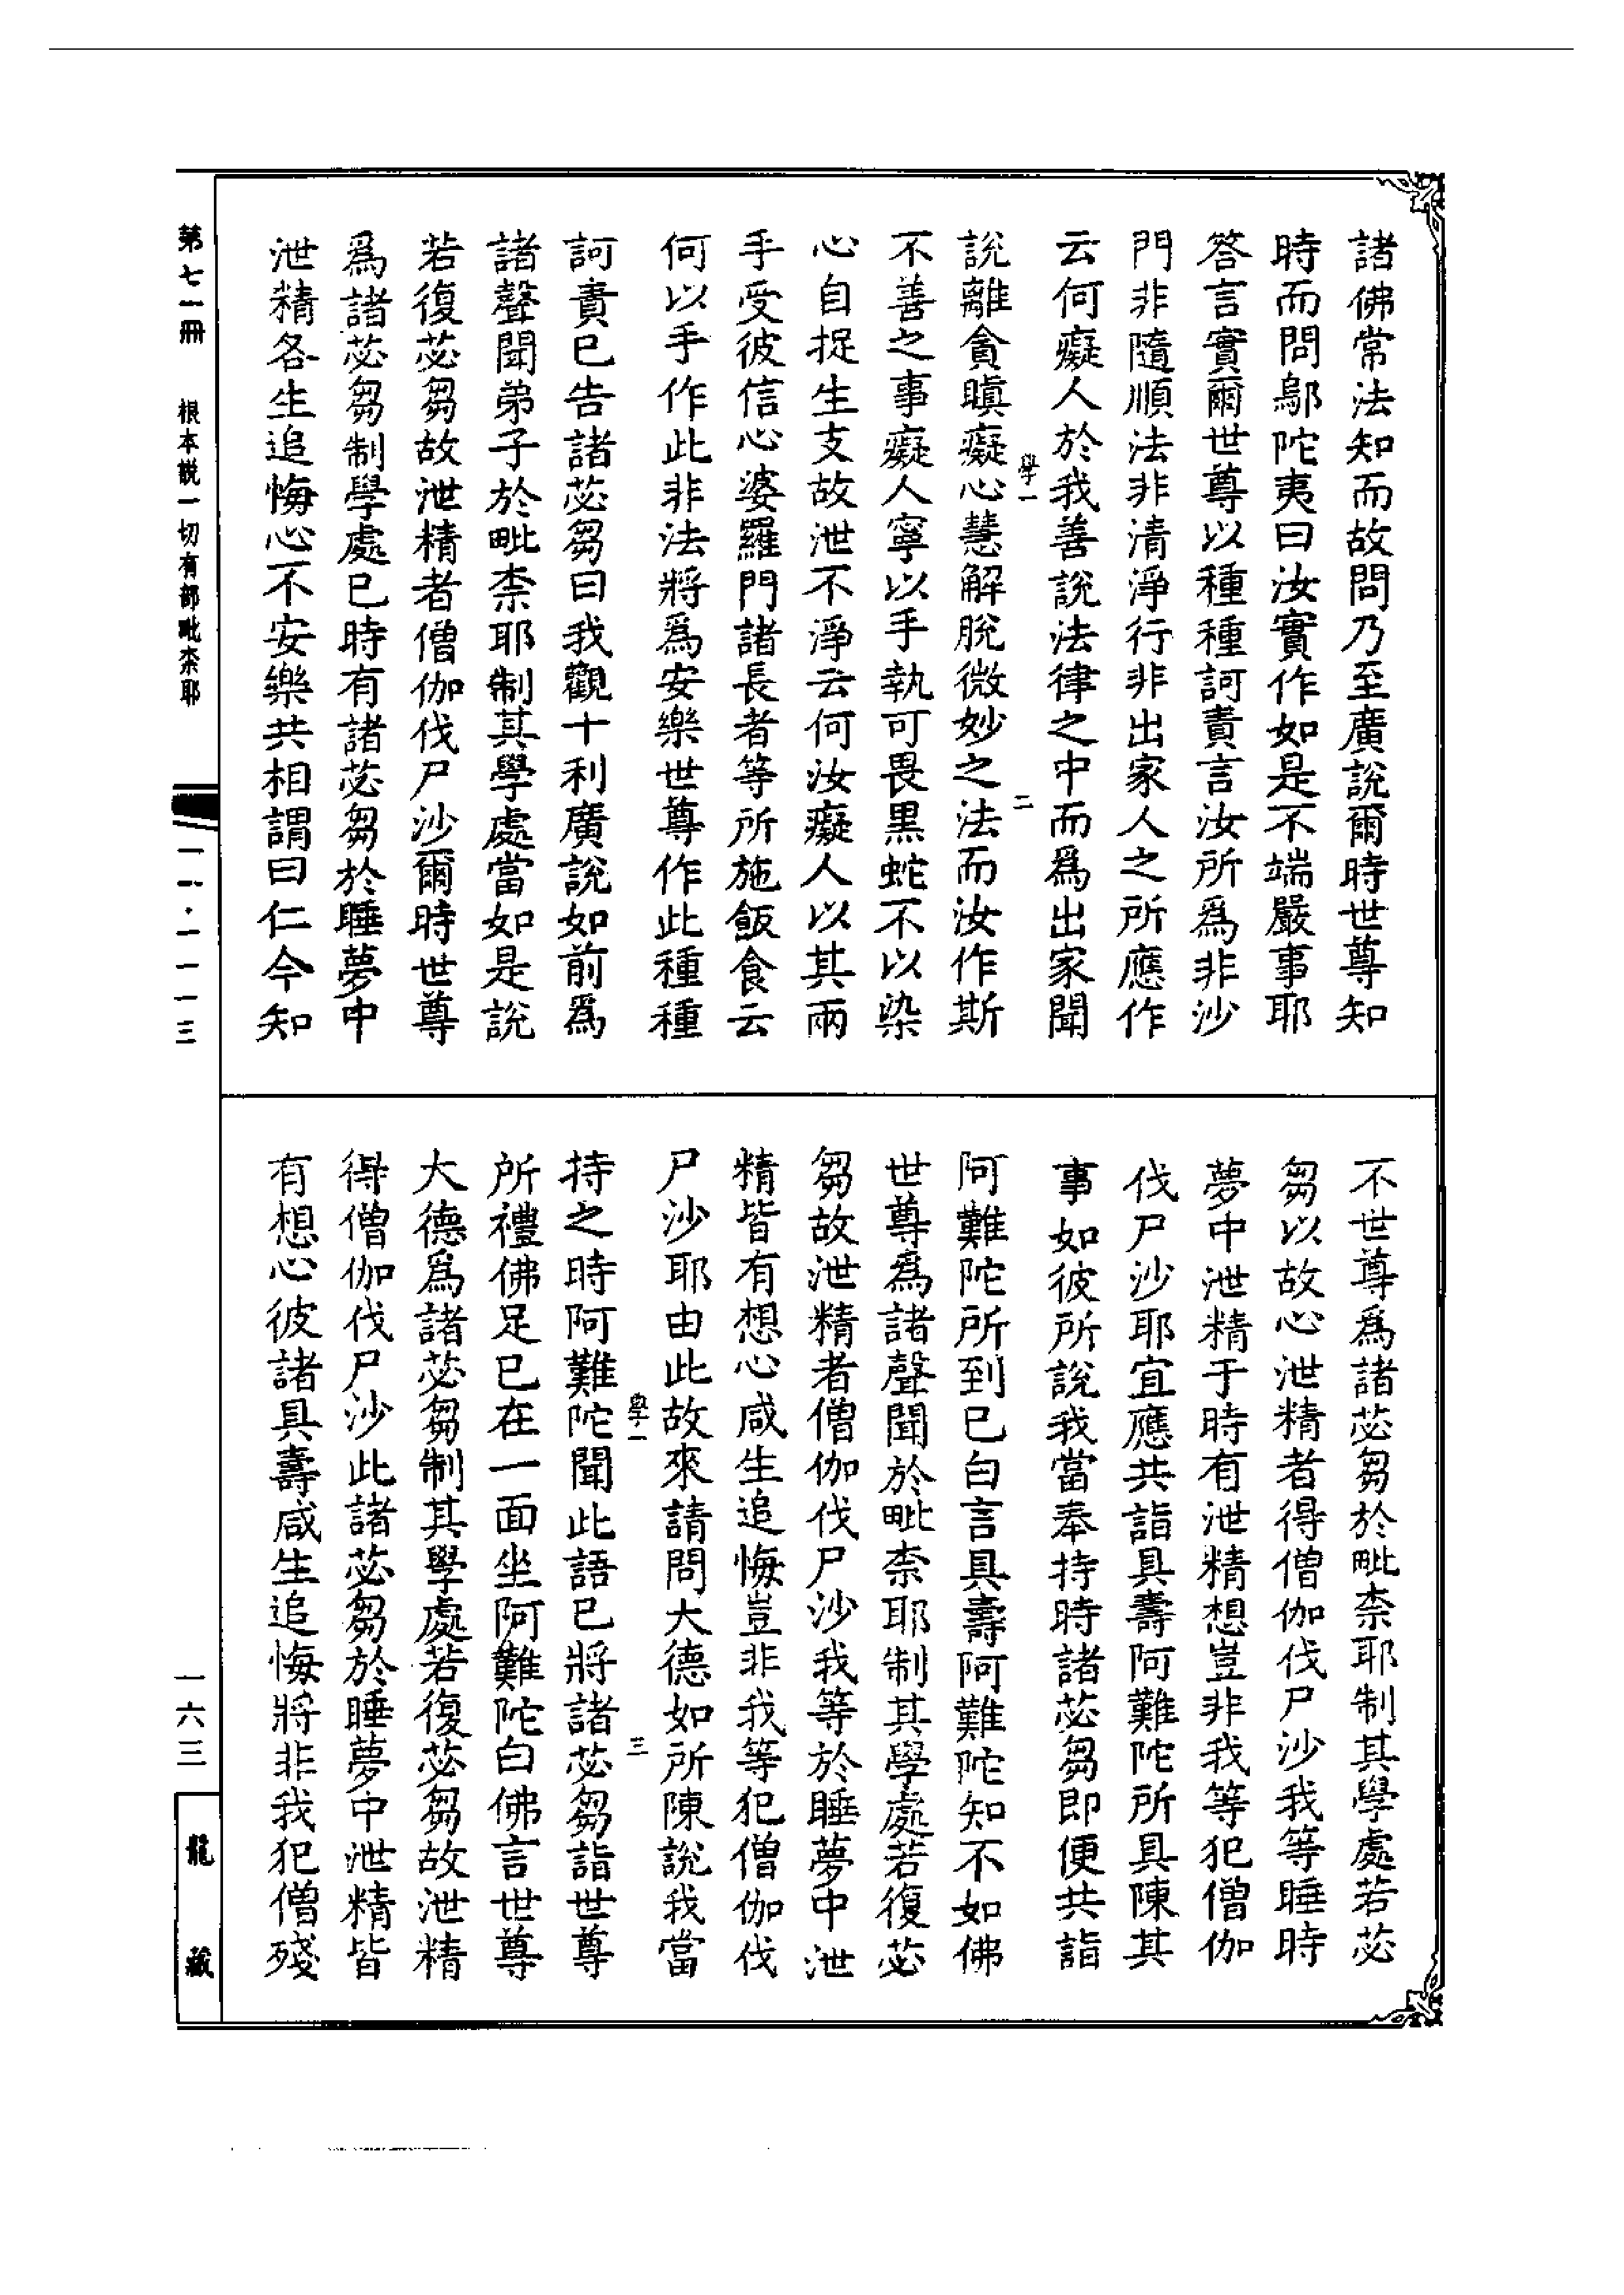 諸佛常法知而故問乃至廣說爾時世尊知
時而問鄔陀夷曰汝實作如是不端嚴事耶
答言實爾世尊以種種訶責言汝所爲非沙
門非隨順法非清淨行非出家人之所應作
云何癡人於我善說法律之中而爲出家聞
學一 二
說離貪瞋癡心慧解脫微妙之法而汝作斯
不善之事癡人寧以手執可畏黑蛇不以染
心自捉生支故泄不淨云何汝癡人以其兩
手受彼信心婆羅門諸長者等所施飯食云
何以手作此非法將爲安樂世尊作此種種
訶責已告諸苾芻曰我觀十利廣說如前爲
諸聲聞弟子於毗柰耶制其學處當如是說
若復苾芻故泄精者僧伽伐尸沙爾時世尊
爲諸苾芻制學處已時有諸苾芻於睡夢中
泄精各生追悔心不安樂共相謂曰仁今知
不世尊爲諸苾芻於毗柰耶制其學處若苾
芻以故心泄精者得僧伽伐尸沙我等睡時
夢中泄精于時有泄精想豈非我等犯僧伽
伐尸沙耶宜應共詣具壽阿難陀所具陳其
事如彼所說我當奉持時諸苾芻即便共詣
阿難陀所到已白言具壽阿難陀知不如佛
世尊爲諸聲聞於毗柰耶制其學處若復苾
芻故泄精者僧伽伐尸沙我等於睡夢中泄
精皆有想心咸生追悔豈非我等犯僧伽伐
尸沙耶由此故來請問大德如所陳說我當
學一 三
持之時阿難陀聞此語已將諸苾芻詣世尊
所禮佛足已在一面坐阿難陀白佛言世尊
大德爲諸苾芻制其學處若復苾芻故泄精
得僧伽伐尸沙此諸苾芻於睡夢中泄精皆
有想心彼諸具壽咸生追悔將非我犯僧殘
第七一冊 根本説一切有部毗柰耶 一一·一一一三
一六三
龍藏